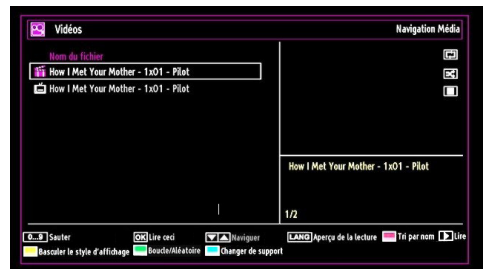 Vidéos
Navigation Média
Nom du fichier
How I Met Your Mother - 1x01 - Pilot
How I Met Your Mother - 1x01 - Pilot
How I Met Your Mother - 1x01 - Pilot
1/2
0...9 Sauter OK Lire ceci Naviguer LANG Aperçu de la lecture Tri par nom Lire
Basculer le style d'affichage Boucle/Aléatoire Changer de support